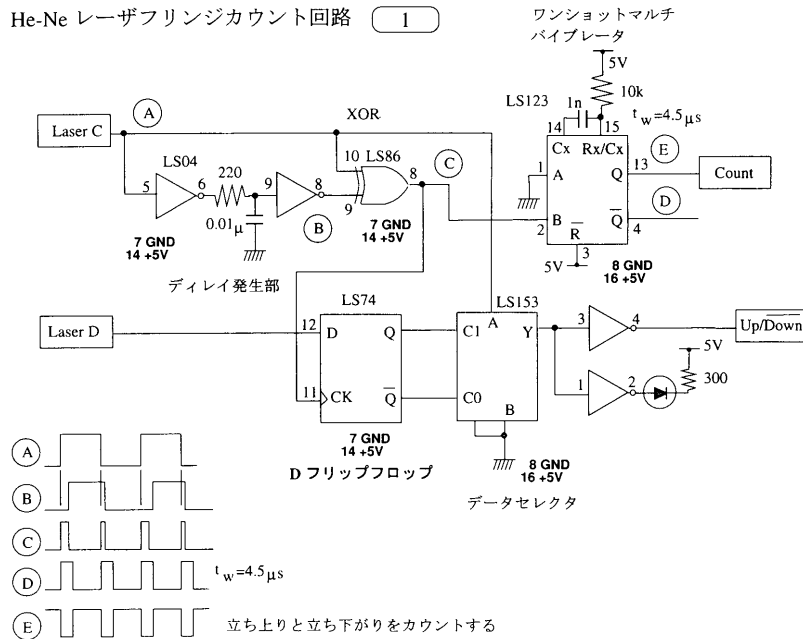 He-Ne レーザフリンジカウント回路 1
ワンショットマルチ
バイブレータ
5V
10k
LS123 1n
t w=4.5μs
14 15
Cx Rx/Cx
1 A
Q 13
E
Count
D
B
2
Q 4
R
3
5V
8 GND
16 +5V
Laser C
A
XOR
LS04
5 6
220
0.01μ
9 8
B
10 LS86
9
8
C
7 GND
14 +5V
7 GND
14 +5V
ディレイ発生部
Laser D
LS74
12 D Q
11 CK Q
7 GND
14 +5V
D フリップフロップ
LS153
A
C1 Y
C0
B
8 GND
16 +5V
データセレクタ
3 4
Up/Down
1 2
5V
300
A
B
C
D t w=4.5μs
E 立ち上りと立ち下がりをカウントする